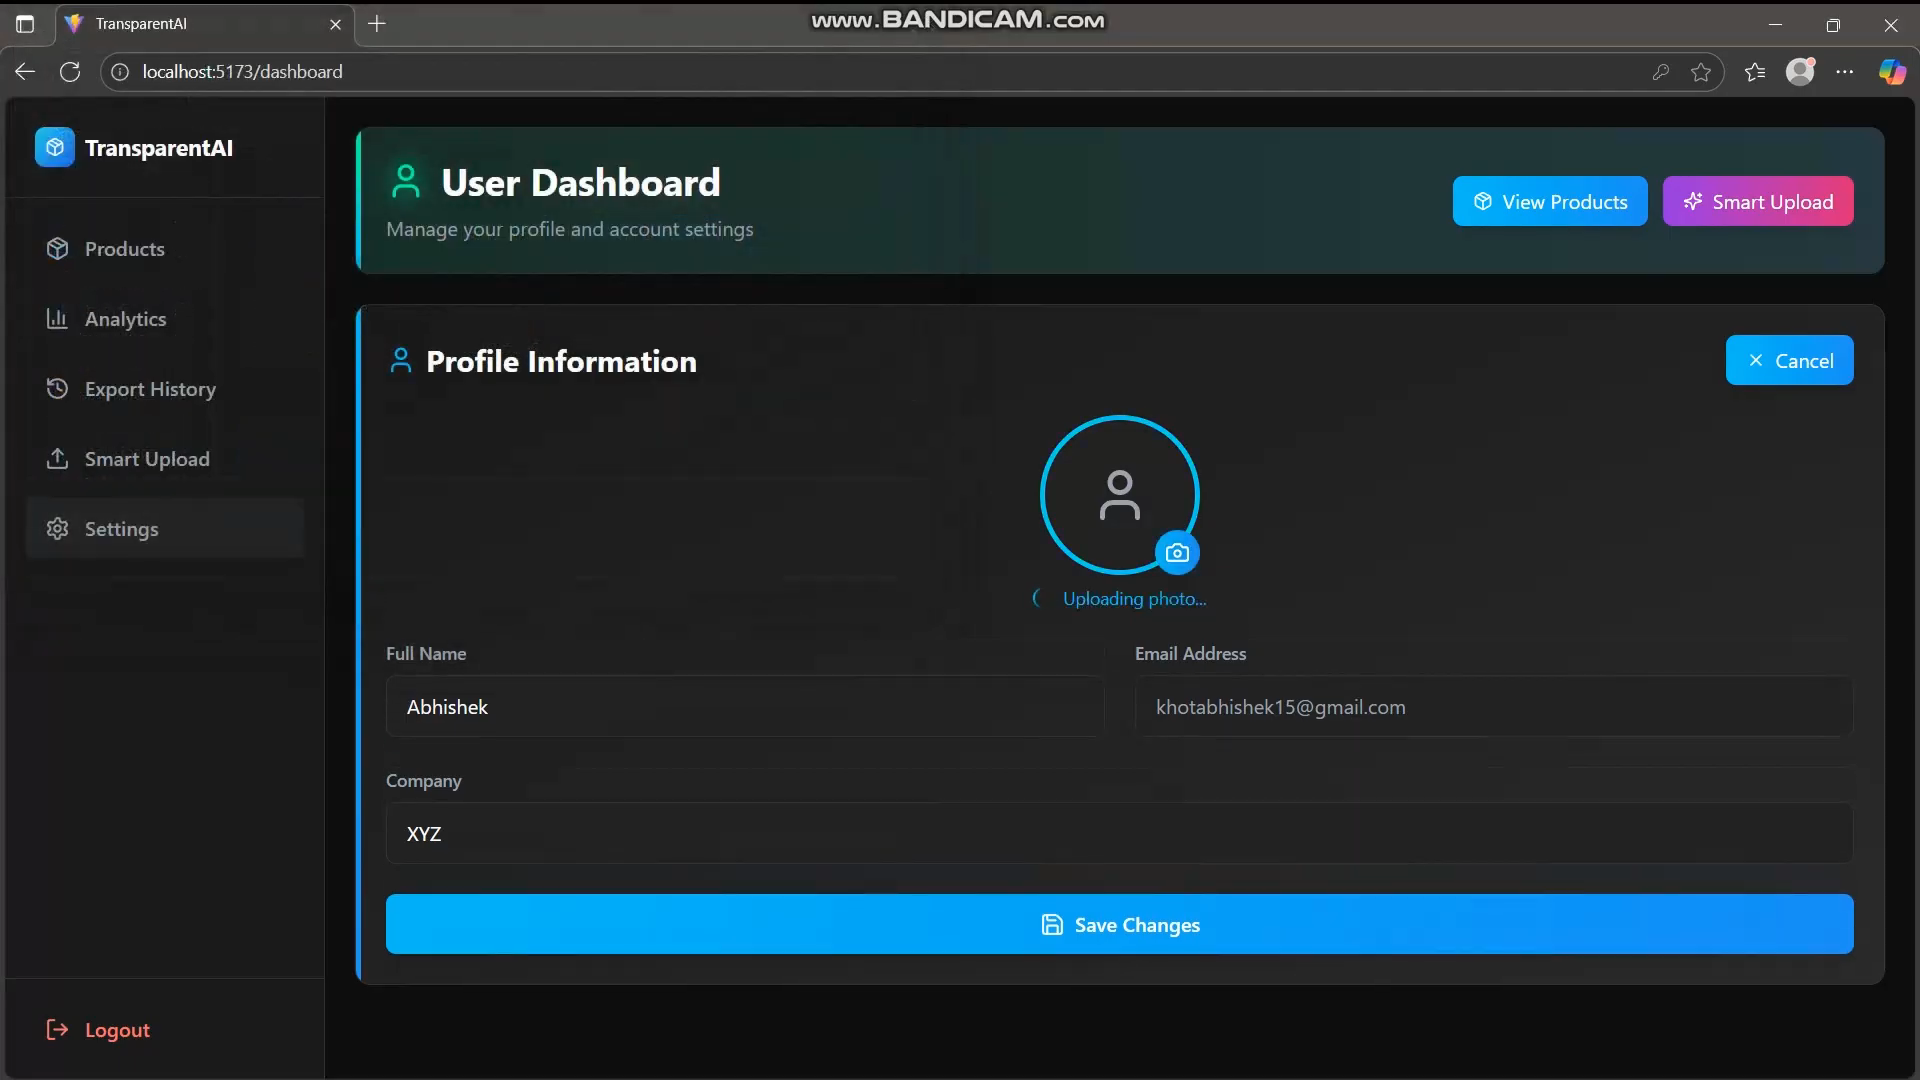 TransparentAI
www.BANDICAM.com
localhost:5173/dashboard
TransparentAI
Products
Analytics
Export History
Smart Upload
Settings
Logout
User Dashboard
Manage your profile and account settings
View Products
Smart Upload
Profile Information
Cancel
Uploading photo...
Full Name
Email Address
Abhishek
khotabhishek15@gmail.com
Company
XYZ
Save Changes